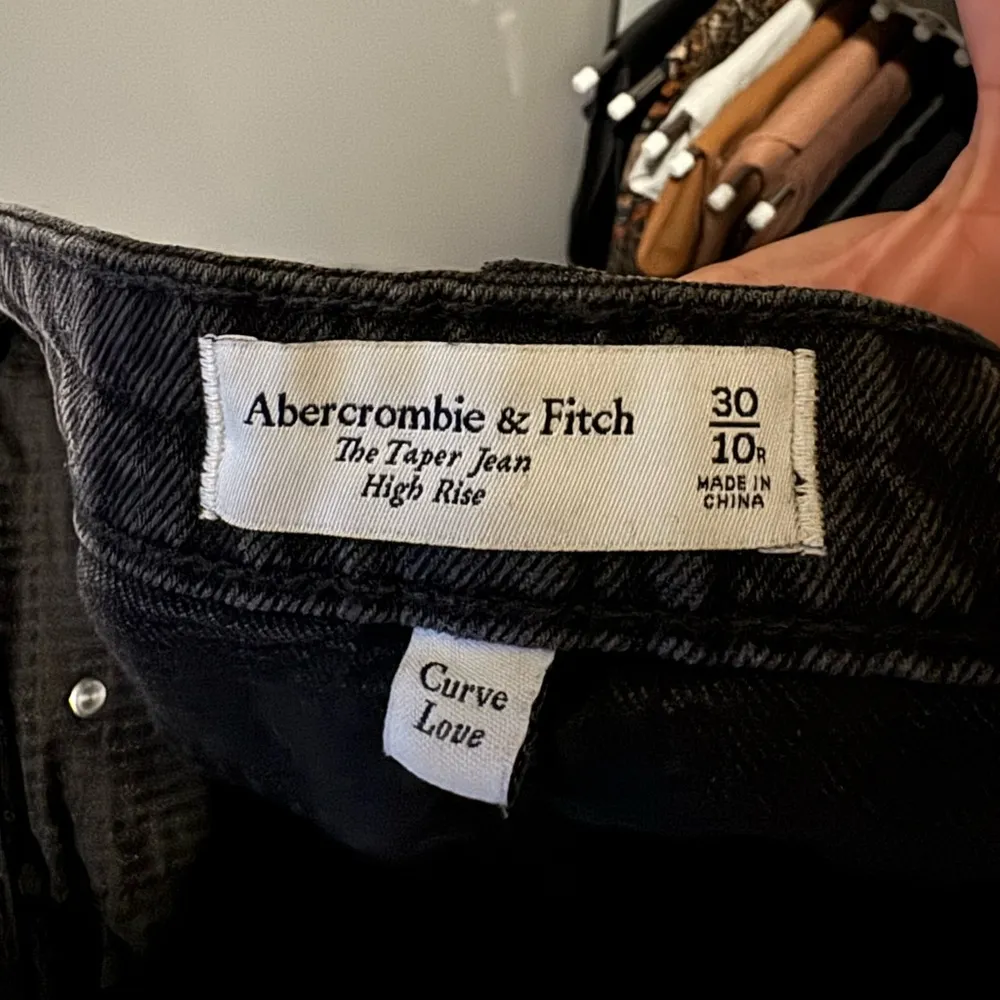 Abercrombie & Fitch
The Taper Jean
High Rise
30
10R
MADE IN
CHINA
Curve
Love